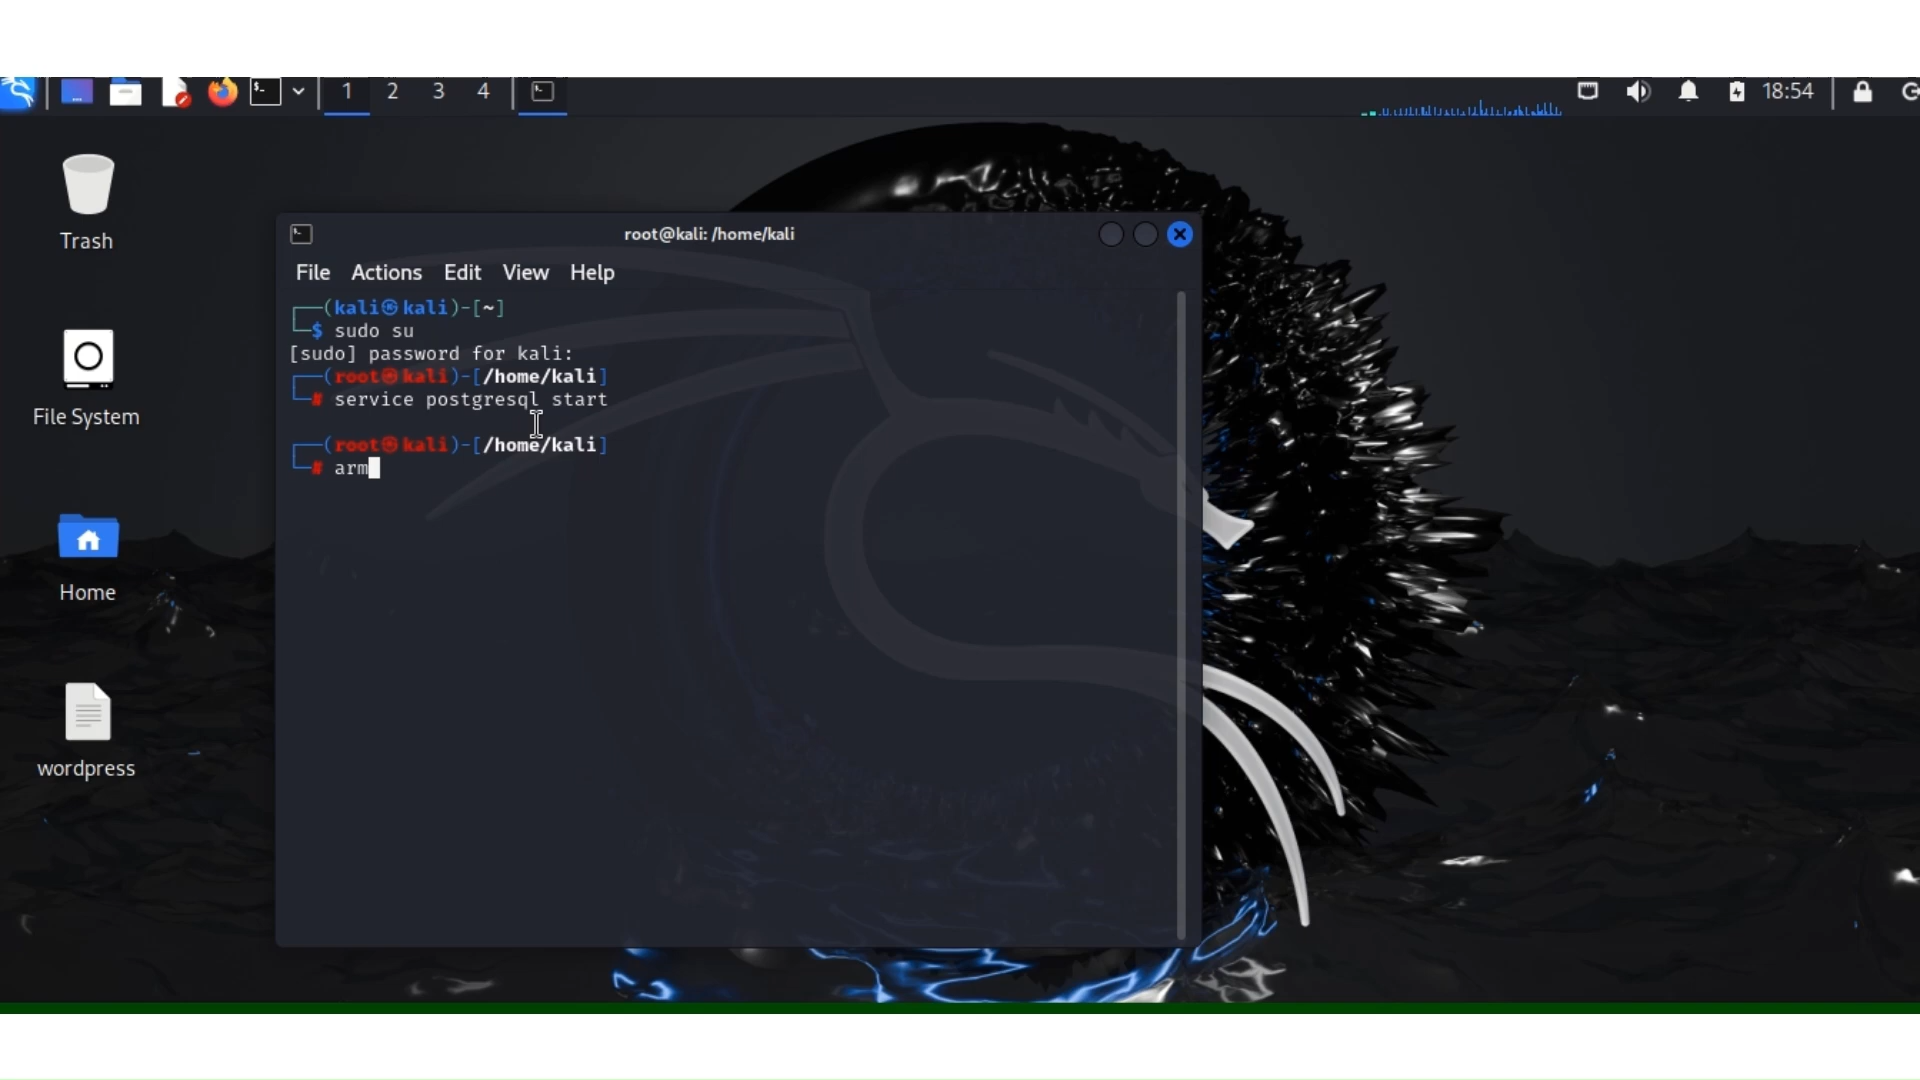 1 2 3 4 18:54
Trash
File System
Home
wordpress
root@kali: /home/kali
File Actions Edit View Help
┌──(kali㉿kali)-[~]
└─$ sudo su
[sudo] password for kali:
┌──(root㉿kali)-[/home/kali]
└─# service postgresql start
┌──(root㉿kali)-[/home/kali]
└─# arm